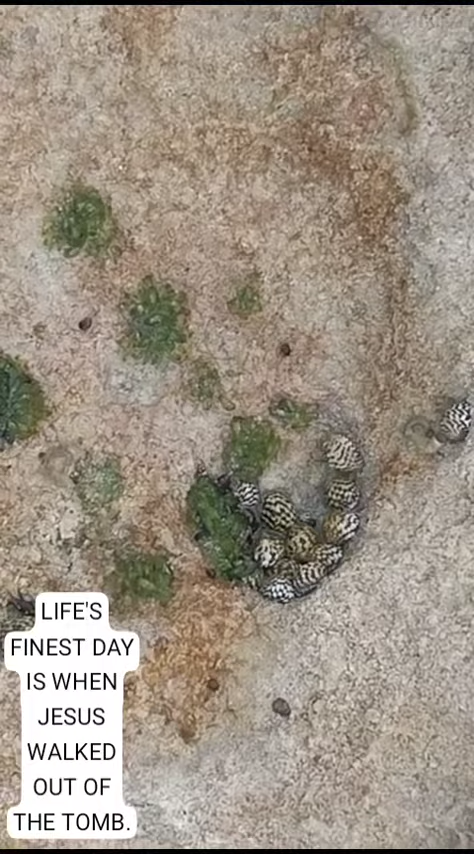 LIFE'S
FINEST DAY
IS WHEN
JESUS
WALKED
OUT OF
THE TOMB.